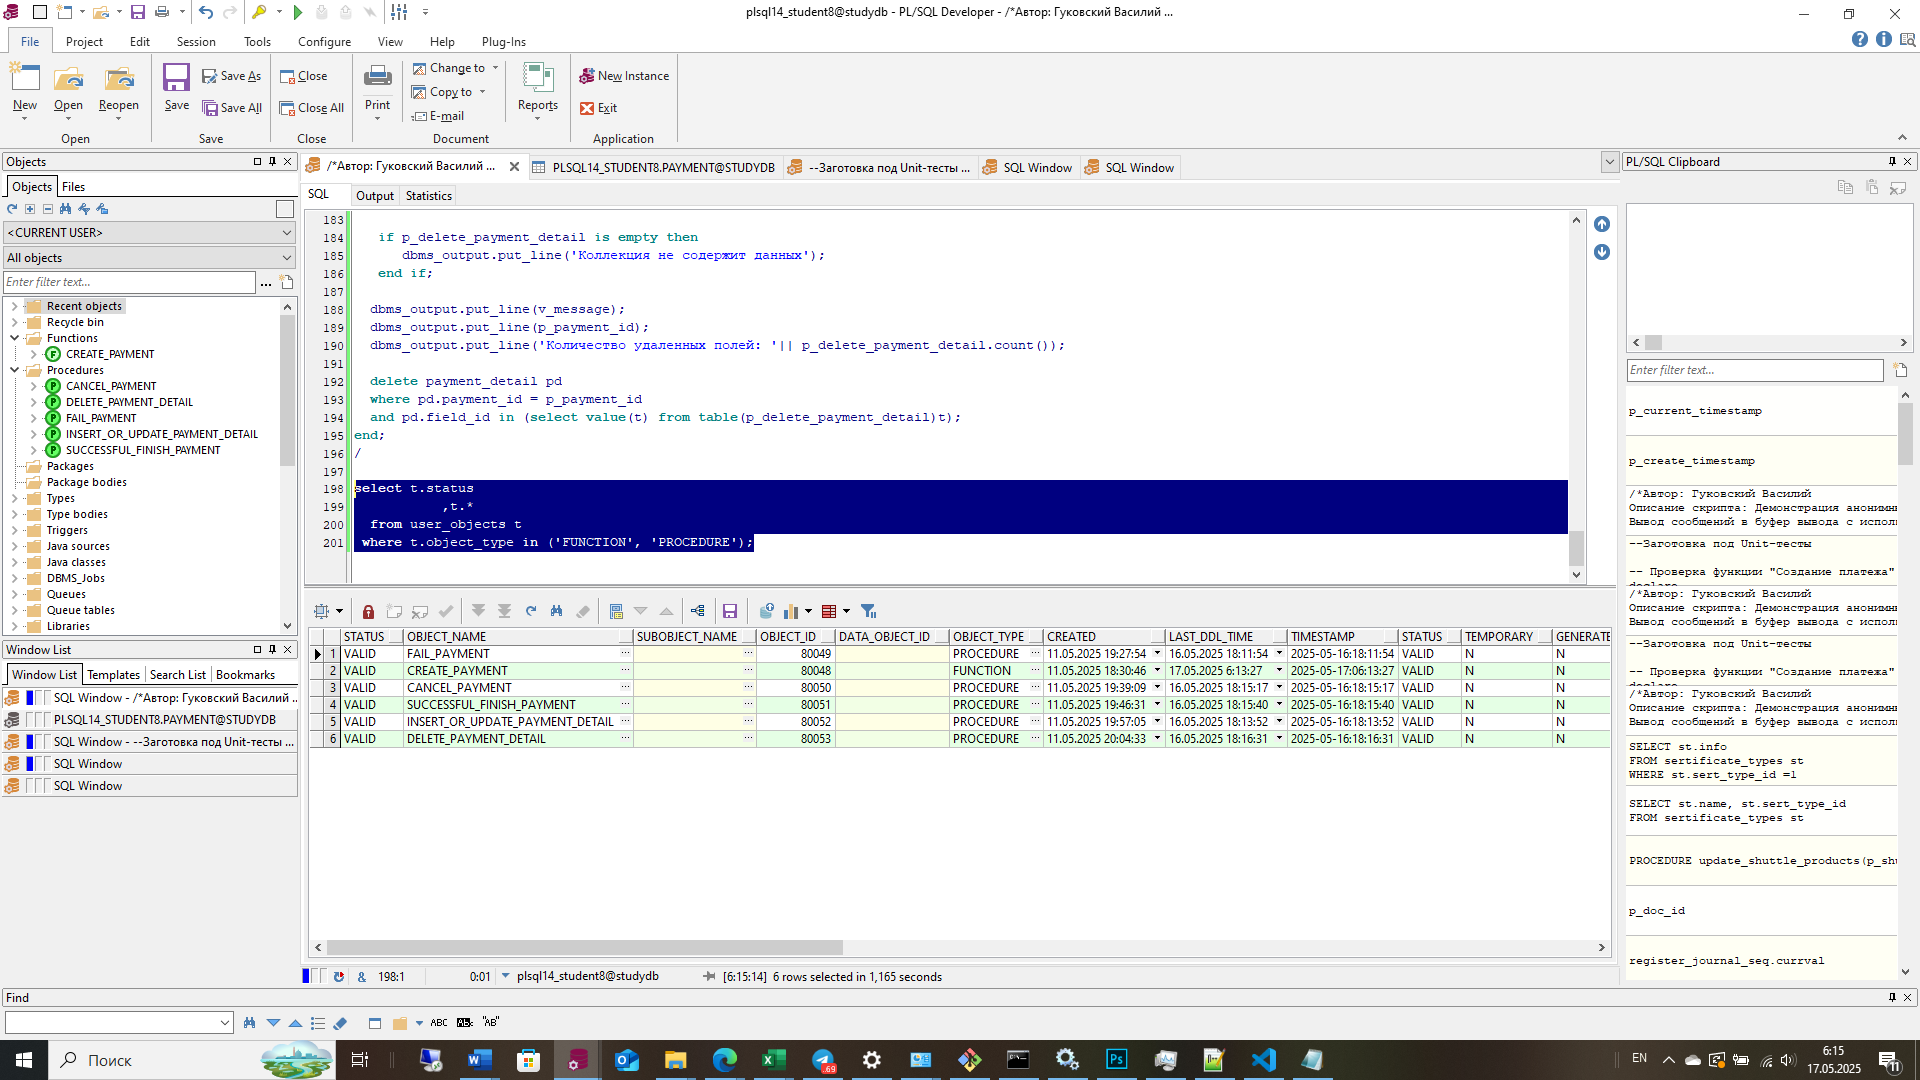 plsql14_student8@studydb - PL/SQL Developer - /*Автор: Гуковский Василий ...
File Project Edit Session Tools Configure View Help Plug-Ins
New Open Reopen Save Save As Save All Close Close All Print Change to Copy to E-mail Reports New Instance Exit
Open Save Close Document Application
Objects
Objects Files
<CURRENT USER>
All objects
Enter filter text...
Recent objects
Recycle bin
Functions
CREATE_PAYMENT
Procedures
CANCEL_PAYMENT
DELETE_PAYMENT_DETAIL
FAIL_PAYMENT
INSERT_OR_UPDATE_PAYMENT_DETAIL
SUCCESSFUL_FINISH_PAYMENT
Packages
Package bodies
Types
Type bodies
Triggers
Java sources
Java classes
DBMS_Jobs
Queues
Queue tables
Libraries
Window List
Window List Templates Search List Bookmarks
SQL Window - /*Автор: Гуковский Василий ..
PLSQL14_STUDENT8.PAYMENT@STUDYDB
SQL Window - --Заготовка под Unit-тесты ...
SQL Window
SQL Window
/*Автор: Гуковский Василий ... PLSQL14_STUDENT8.PAYMENT@STUDYDB --Заготовка под Unit-тесты ... SQL Window SQL Window
SQL Output Statistics
183
184 if p_delete_payment_detail is empty then
185 dbms_output.put_line('Коллекция не содержит данных');
186 end if;
187
188 dbms_output.put_line(v_message);
189 dbms_output.put_line(p_payment_id);
190 dbms_output.put_line('Количество удаленных полей: '|| p_delete_payment_detail.count());
191
192 delete payment_detail pd
193 where pd.payment_id = p_payment_id
194 and pd.field_id in (select value(t) from table(p_delete_payment_detail)t);
195 end;
196 /
197
198 select t.status
199 ,t.*
200 from user_objects t
201 where t.object_type in ('FUNCTION', 'PROCEDURE');
STATUS OBJECT_NAME SUBOBJECT_NAME OBJECT_ID DATA_OBJECT_ID OBJECT_TYPE CREATED LAST_DDL_TIME TIMESTAMP STATUS TEMPORARY GENERATE
1 VALID FAIL_PAYMENT 80049 PROCEDURE 11.05.2025 19:27:54 16.05.2025 18:11:54 2025-05-16:18:11:54 VALID N N
2 VALID CREATE_PAYMENT 80048 FUNCTION 11.05.2025 18:30:46 17.05.2025 6:13:27 2025-05-17:06:13:27 VALID N N
3 VALID CANCEL_PAYMENT 80050 PROCEDURE 11.05.2025 19:39:09 16.05.2025 18:15:17 2025-05-16:18:15:17 VALID N N
4 VALID SUCCESSFUL_FINISH_PAYMENT 80051 PROCEDURE 11.05.2025 19:46:31 16.05.2025 18:15:40 2025-05-16:18:15:40 VALID N N
5 VALID INSERT_OR_UPDATE_PAYMENT_DETAIL 80052 PROCEDURE 11.05.2025 19:57:05 16.05.2025 18:13:52 2025-05-16:18:13:52 VALID N N
6 VALID DELETE_PAYMENT_DETAIL 80053 PROCEDURE 11.05.2025 20:04:33 16.05.2025 18:16:31 2025-05-16:18:16:31 VALID N N
& 198:1 0:01 plsql14_student8@studydb [6:15:14] 6 rows selected in 1,165 seconds
PL/SQL Clipboard
Enter filter text...
p_current_timestamp
p_create_timestamp
/*Автор: Гуковский Василий
Описание скрипта: Демонстрация анонимн
Вывод сообщений в буфер вывода с испол
--Заготовка под Unit-тесты
-- Проверка функции "Создание платежа"
declare
/*Автор: Гуковский Василий
Описание скрипта: Демонстрация анонимн
Вывод сообщений в буфер вывода с испол
--Заготовка под Unit-тесты
-- Проверка функции "Создание платежа"
declare
/*Автор: Гуковский Василий
Описание скрипта: Демонстрация анонимн
Вывод сообщений в буфер вывода с испол
SELECT st.info
FROM sertificate_types st
WHERE st.sert_type_id =1
SELECT st.name, st.sert_type_id
FROM sertificate_types st
PROCEDURE update_shuttle_products(p_shu
p_doc_id
register_journal_seq.currval
Find
ABC AB "AB"
Поиск
.69
EN
6:15
17.05.2025
11